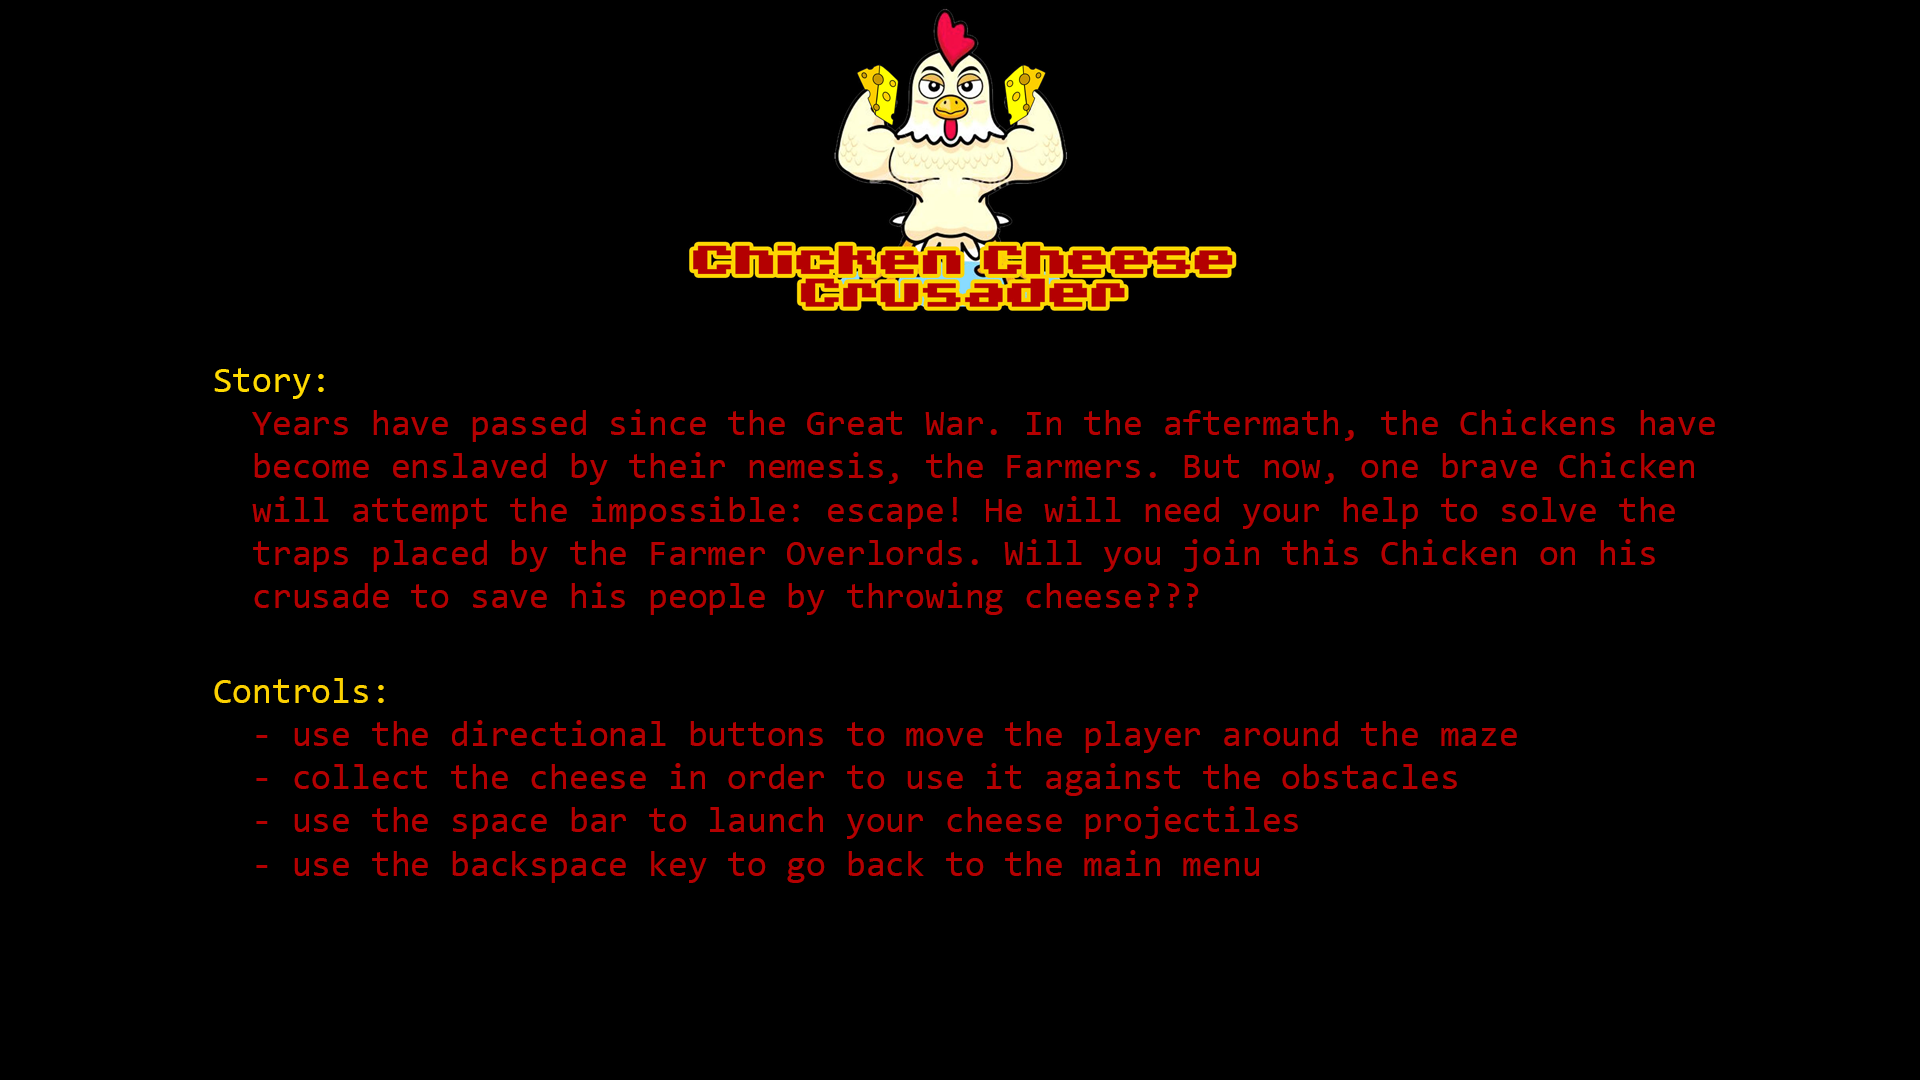 Chicken Cheese
Crusader
Story:
Years have passed since the Great War. In the aftermath, the Chickens have
become enslaved by their nemesis, the Farmers. But now, one brave Chicken
will attempt the impossible: escape! He will need your help to solve the
traps placed by the Farmer Overlords. Will you join this Chicken on his
crusade to save his people by throwing cheese???
Controls:
- use the directional buttons to move the player around the maze
- collect the cheese in order to use it against the obstacles
- use the space bar to launch your cheese projectiles
- use the backspace key to go back to the main menu